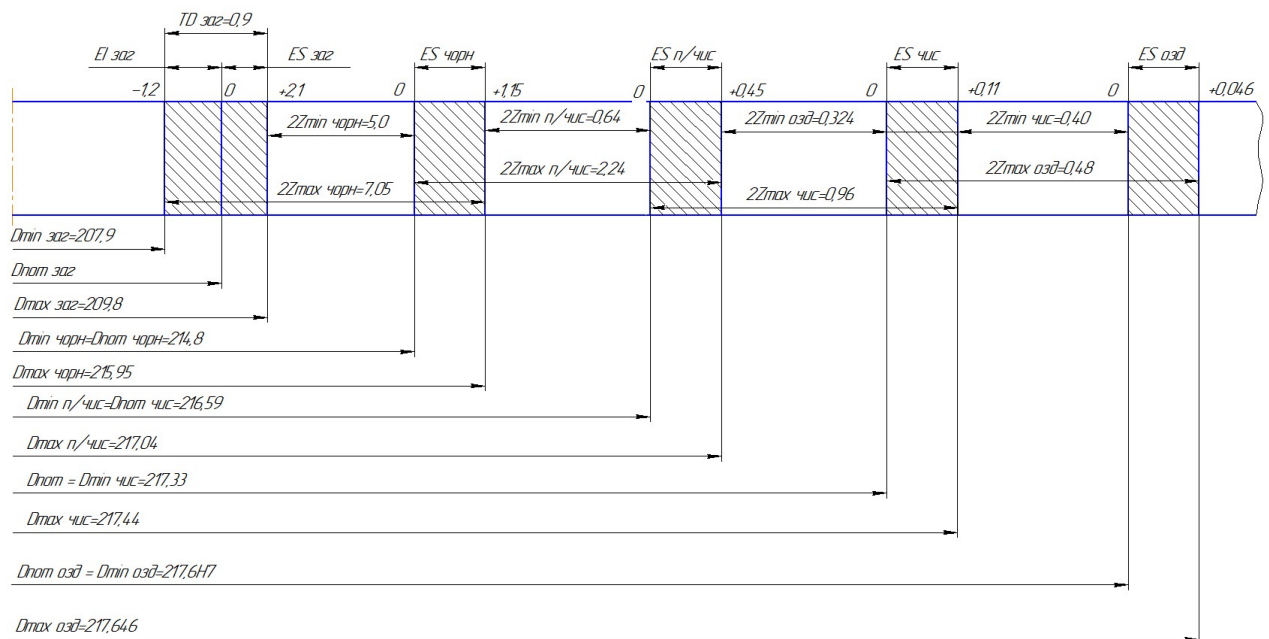 TD заг=0,9
EI заг
ES заг
ES чорн
ES п/чис
ES чис
ES озд
-1,2
0
+2,1
0
+1,15
0
+0,45
0
+0,11
0
+0,046
2Zmin чорн=5,0
2Zmin п/чис=0,64
2Zmin озд=0,324
2Zmin чис=0,40
2Zmax чорн=7,05
2Zmax п/чис=2,24
2Zmax чис=0,96
2Zmax озд=0,48
Dmin заг=207,9
Dnom заг
Dmax заг=209,8
Dmin чорн=Dnom чорн=214,8
Dmax чорн=215,95
Dmin п/чис=Dnom чис=216,59
Dmax п/чис=217,04
Dnom = Dmin чис=217,33
Dmax чис=217,44
Dnom озд = Dmin озд=217,6H7
Dmax озд=217,646